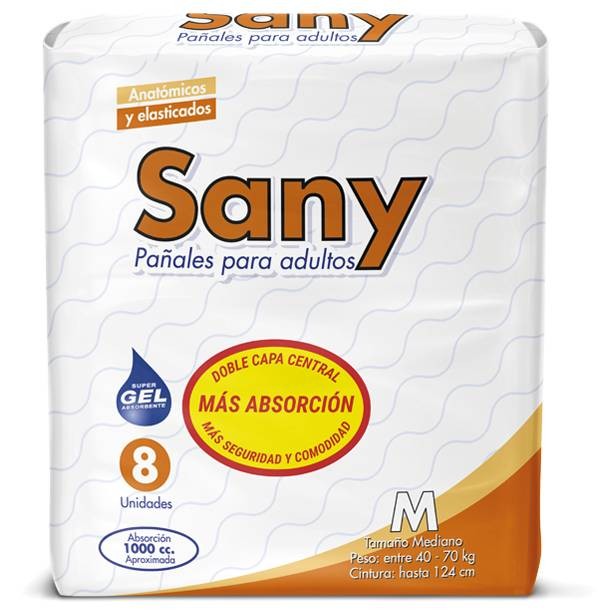 Sany
Pañales para adultos
Anatómicos
y elasticados
Sany
Pañales para adultos
SUPER
GEL
ABSORBENTE
DOBLE CAPA CENTRAL
MÁS ABSORCIÓN
MÁS SEGURIDAD Y COMODIDAD
8
Unidades
Absorción
1000 cc.
Aproximada
M
Tamaño Mediano
Peso: entre 40 - 70 kg
Cintura: hasta 124 cm